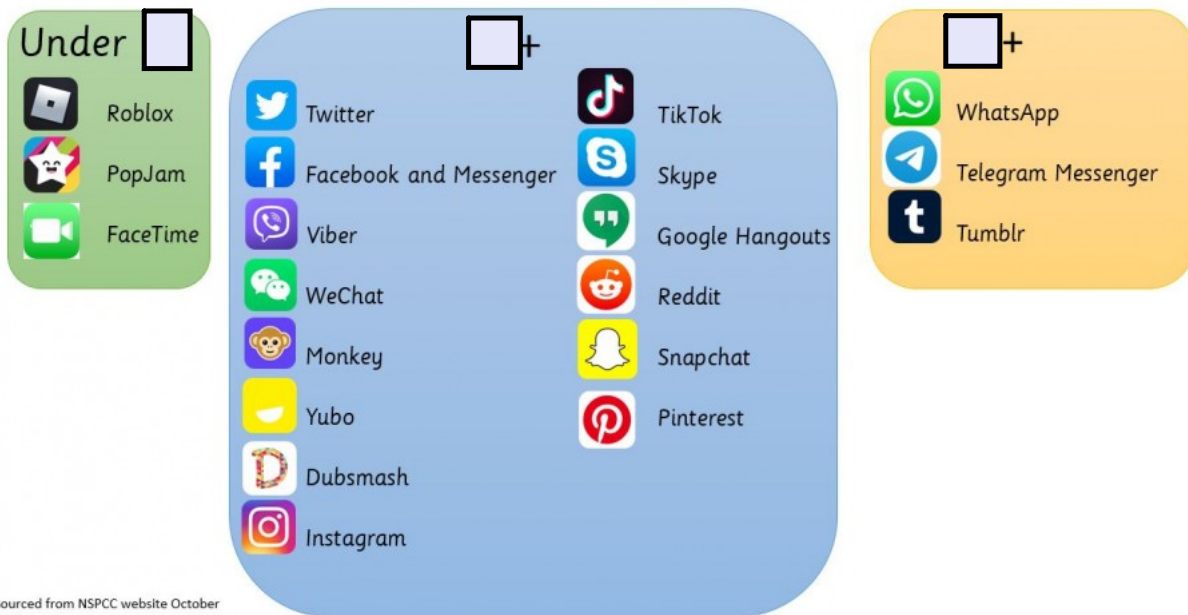 Under
+
+
Roblox
PopJam
FaceTime
Twitter
Facebook and Messenger
Viber
WeChat
Monkey
Yubo
Dubsmash
Instagram
TikTok
Skype
Google Hangouts
Reddit
Snapchat
Pinterest
WhatsApp
Telegram Messenger
Tumblr
ourced from NSPCC website October